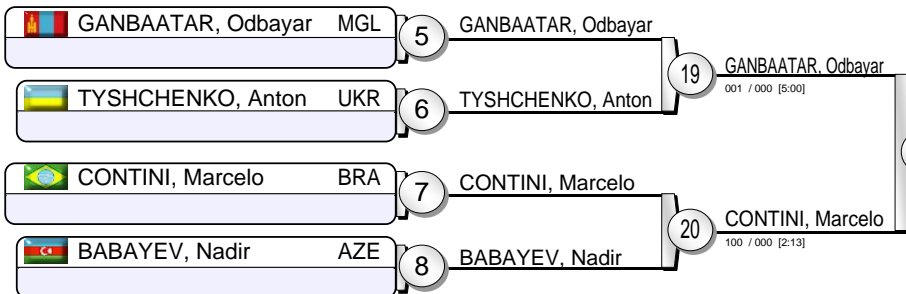 GANBAATAR, Odbayar MGL
5
GANBAATAR, Odbayar
19
GANBAATAR, Odbayar
001 / 000 [5:00]
TYSHCHENKO, Anton UKR
6
TYSHCHENKO, Anton
CONTINI, Marcelo BRA
7
CONTINI, Marcelo
20
CONTINI, Marcelo
100 / 000 [2:13]
BABAYEV, Nadir AZE
8
BABAYEV, Nadir